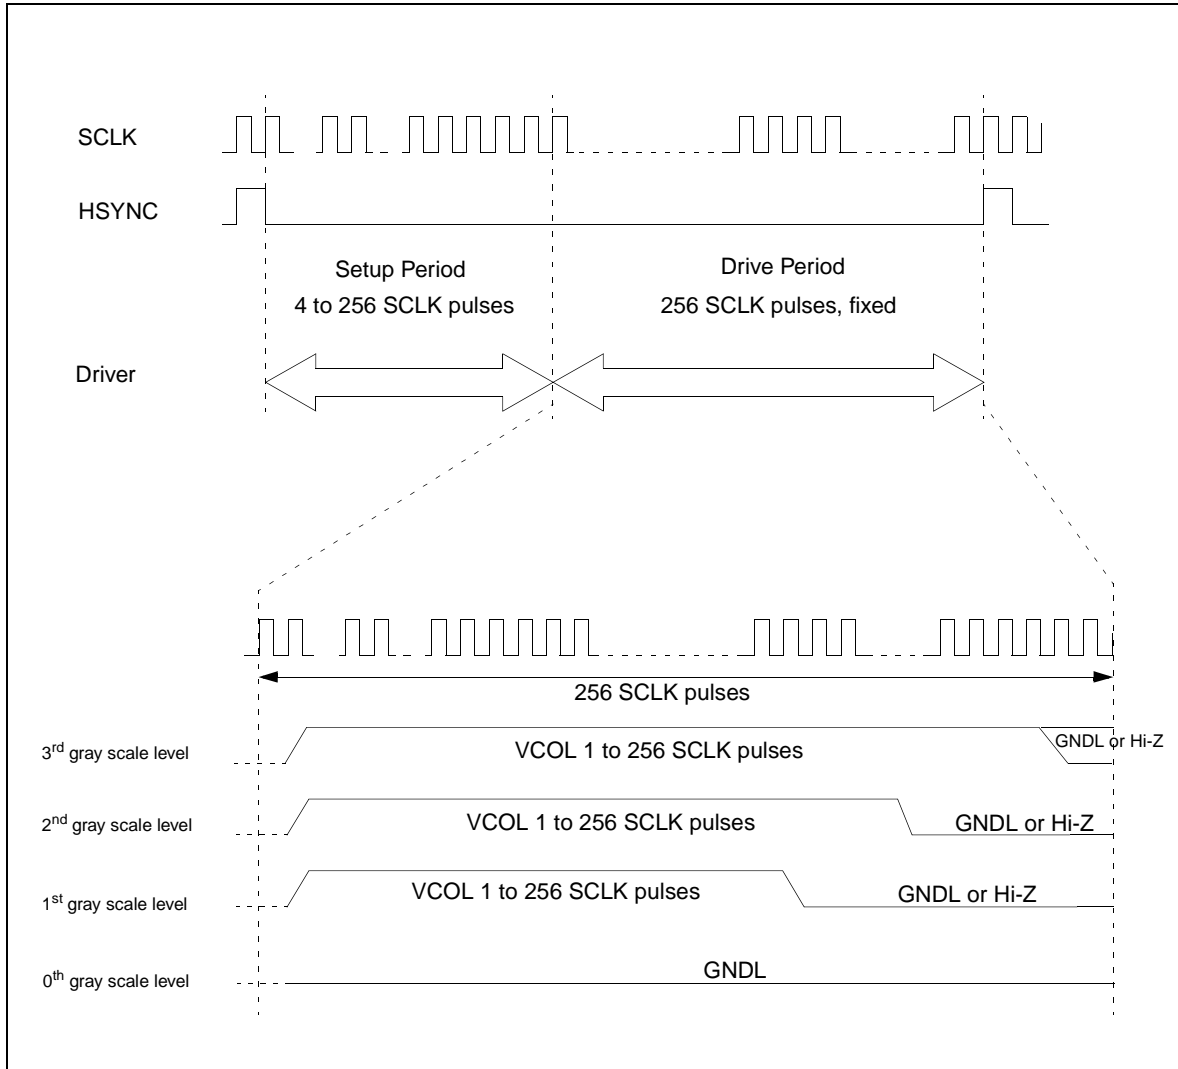 SCLK
HSYNC
Setup Period
4 to 256 SCLK pulses
Drive Period
256 SCLK pulses, fixed
Driver
256 SCLK pulses
3rd gray scale level
VCOL 1 to 256 SCLK pulses
GNDL or Hi-Z
2nd gray scale level
VCOL 1 to 256 SCLK pulses
GNDL or Hi-Z
1st gray scale level
VCOL 1 to 256 SCLK pulses
GNDL or Hi-Z
0th gray scale level
GNDL